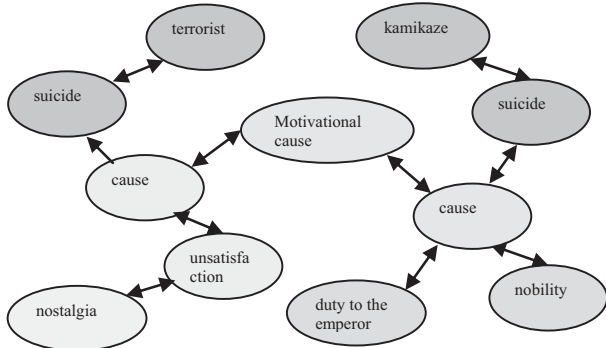 terrorist
kamikaze
suicide
suicide
Motivational
cause
cause
cause
unsatisfa
ction
nostalgia
duty to the
emperor
nobility